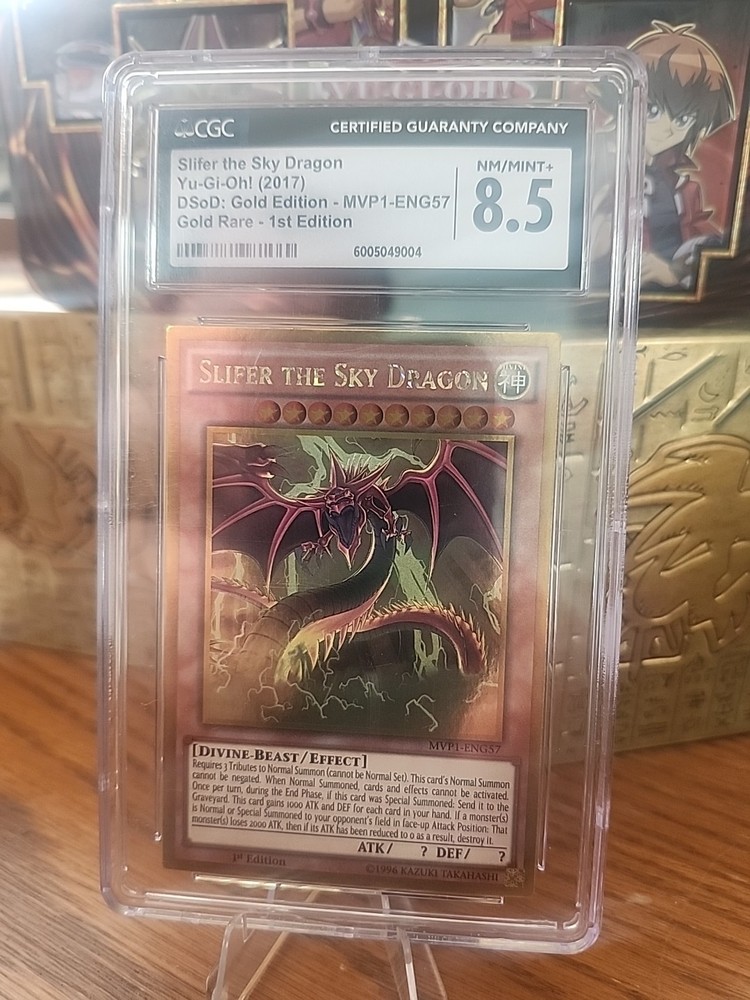 YU-GI-OH!
CGC CERTIFIED GUARANTY COMPANY
Slifer the Sky Dragon
Yu-Gi-Oh! (2017)
DSoD: Gold Edition - MVP1-ENG57
Gold Rare - 1st Edition
NM/MINT+
8.5
6005049004
SLIFER THE SKY DRAGON
DIVINE
神
MVP1-ENG57
[DIVINE-BEAST/EFFECT]
Requires 3 Tributes to Normal Summon (cannot be Normal Set). This card's Normal Summon
cannot be negated. When Normal Summoned, cards and effects cannot be activated.
Once per turn, during the End Phase, if this card was Special Summoned: Send it to the
Graveyard. This card gains 1000 ATK and DEF for each card in your hand. If a monster(s)
is Normal or Special Summoned to your opponent's field in face-up Attack Position: That
monster(s) loses 2000 ATK, then if its ATK has been reduced to 0 as a result, destroy it.
ATK/ ? DEF/ ?
1st Edition
©1996 KAZUKI TAKAHASHI